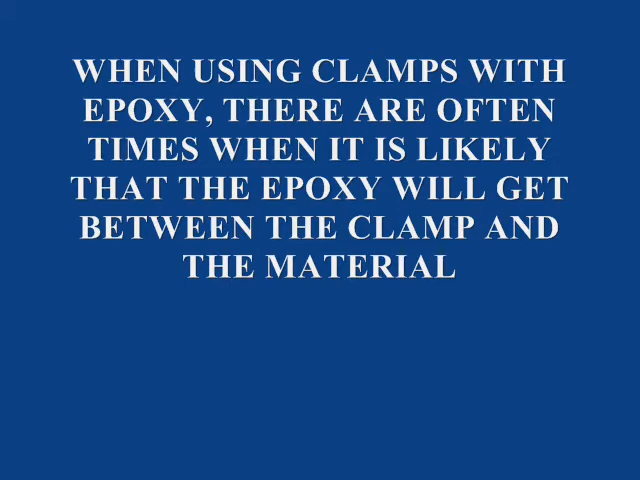 WHEN USING CLAMPS WITH
EPOXY, THERE ARE OFTEN
TIMES WHEN IT IS LIKELY
THAT THE EPOXY WILL GET
BETWEEN THE CLAMP AND
THE MATERIAL